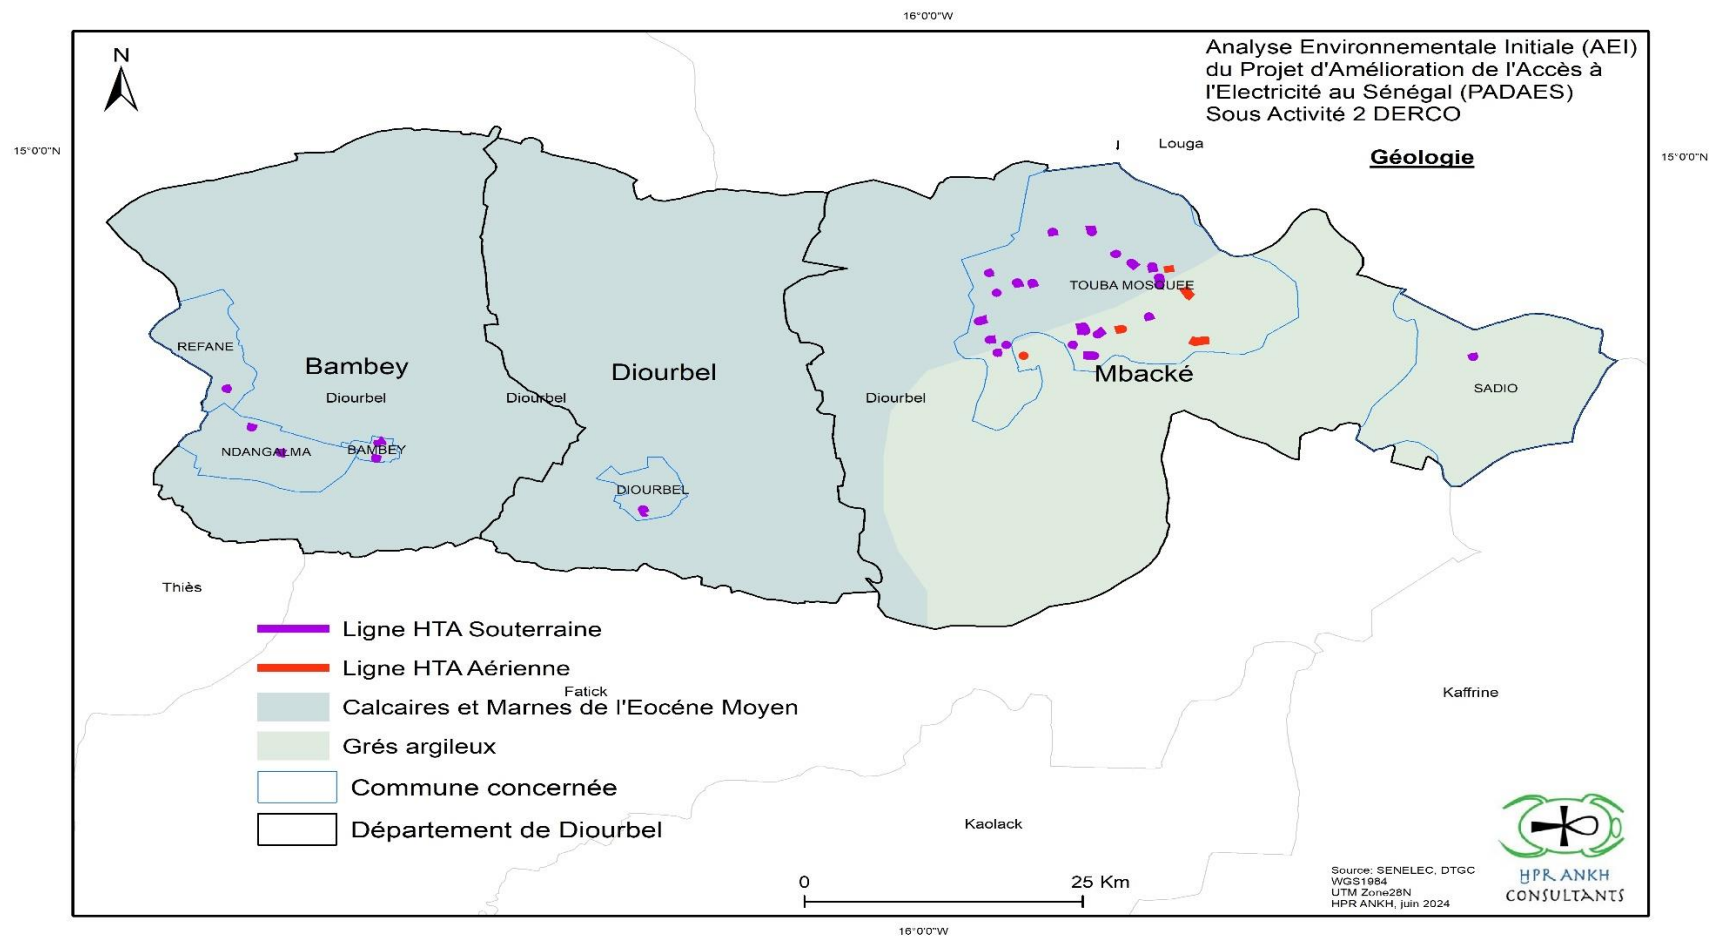 16°0'0"W
N
Analyse Environnementale Initiale (AEI)
du Projet d'Amélioration de l'Accès à
l'Electricité au Sénégal (PADAES)
Sous Activité 2 DERCO
Géologie
15°0'0"N
15°0'0"N
Louga
TOUBA MOSQUEE
REFANE
Bambey
Diourbel
Mbacké
Diourbel
Diourbel
Diourbel
SADIO
NDANGALMA
BAMBEY
DIOURBEL
Thiès
Ligne HTA Souterraine
Ligne HTA Aérienne
Fatick
Kaffrine
Calcaires et Marnes de l'Eocéne Moyen
Grés argileux
Commune concernée
Département de Diourbel
Kaolack
0
25 Km
Source: SENELEC, DTGC
WGS1984
UTM Zone28N
HPR ANKH, juin 2024
HPR ANKH
CONSULTANTS
16°0'0"W